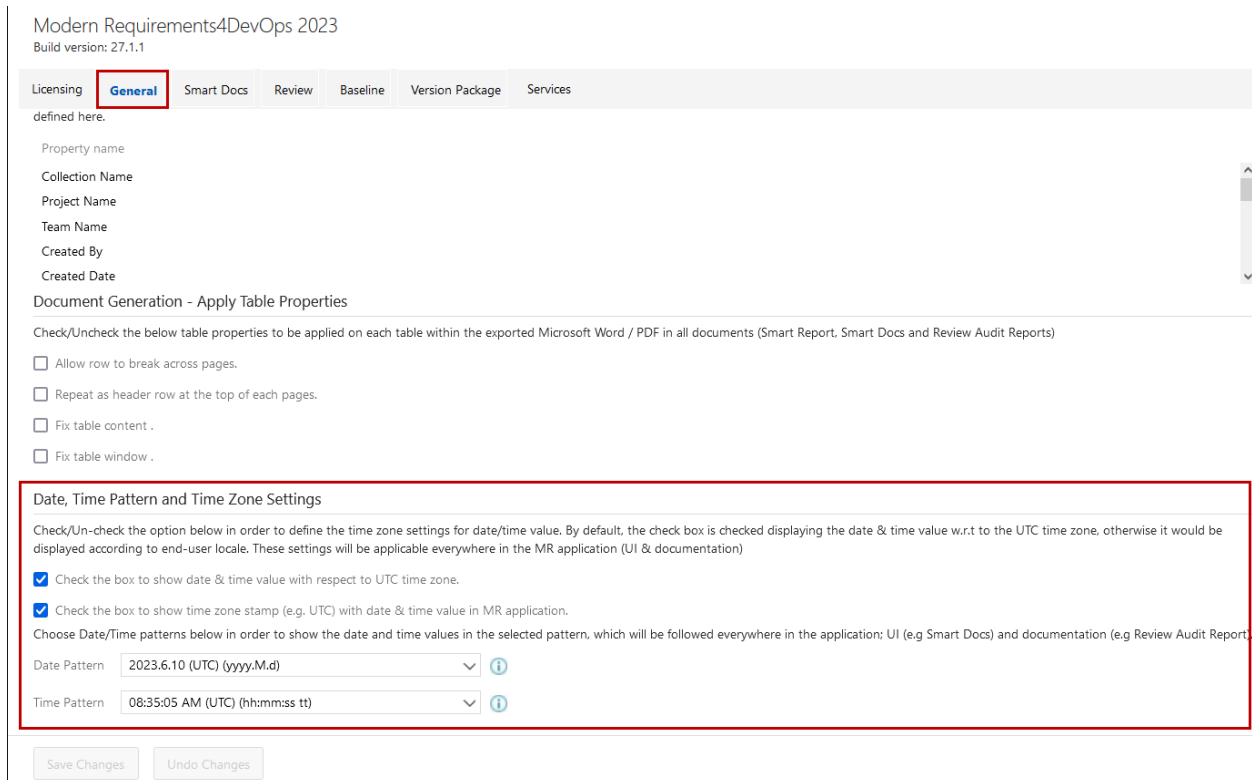 Modern Requirements4DevOps 2023
Build version: 27.1.1
Licensing General Smart Docs Review Baseline Version Package Services
defined here.
Property name
Collection Name
Project Name
Team Name
Created By
Created Date
Document Generation - Apply Table Properties
Check/Uncheck the below table properties to be applied on each table within the exported Microsoft Word / PDF in all documents (Smart Report, Smart Docs and Review Audit Reports)
Allow row to break across pages.
Repeat as header row at the top of each pages.
Fix table content .
Fix table window .
Date, Time Pattern and Time Zone Settings
Check/Un-check the option below in order to define the time zone settings for date/time value. By default, the check box is checked displaying the date & time value w.r.t to the UTC time zone, otherwise it would be
displayed according to end-user locale. These settings will be applicable everywhere in the MR application (UI & documentation)
Check the box to show date & time value with respect to UTC time zone.
Check the box to show time zone stamp (e.g. UTC) with date & time value in MR application.
Choose Date/Time patterns below in order to show the date and time values in the selected pattern, which will be followed everywhere in the application; UI (e.g Smart Docs) and documentation (e.g Review Audit Report)
Date Pattern 2023.6.10 (UTC) (yyyy.M.d)
Time Pattern 08:35:05 AM (UTC) (hh:mm:ss tt)
Save Changes Undo Changes